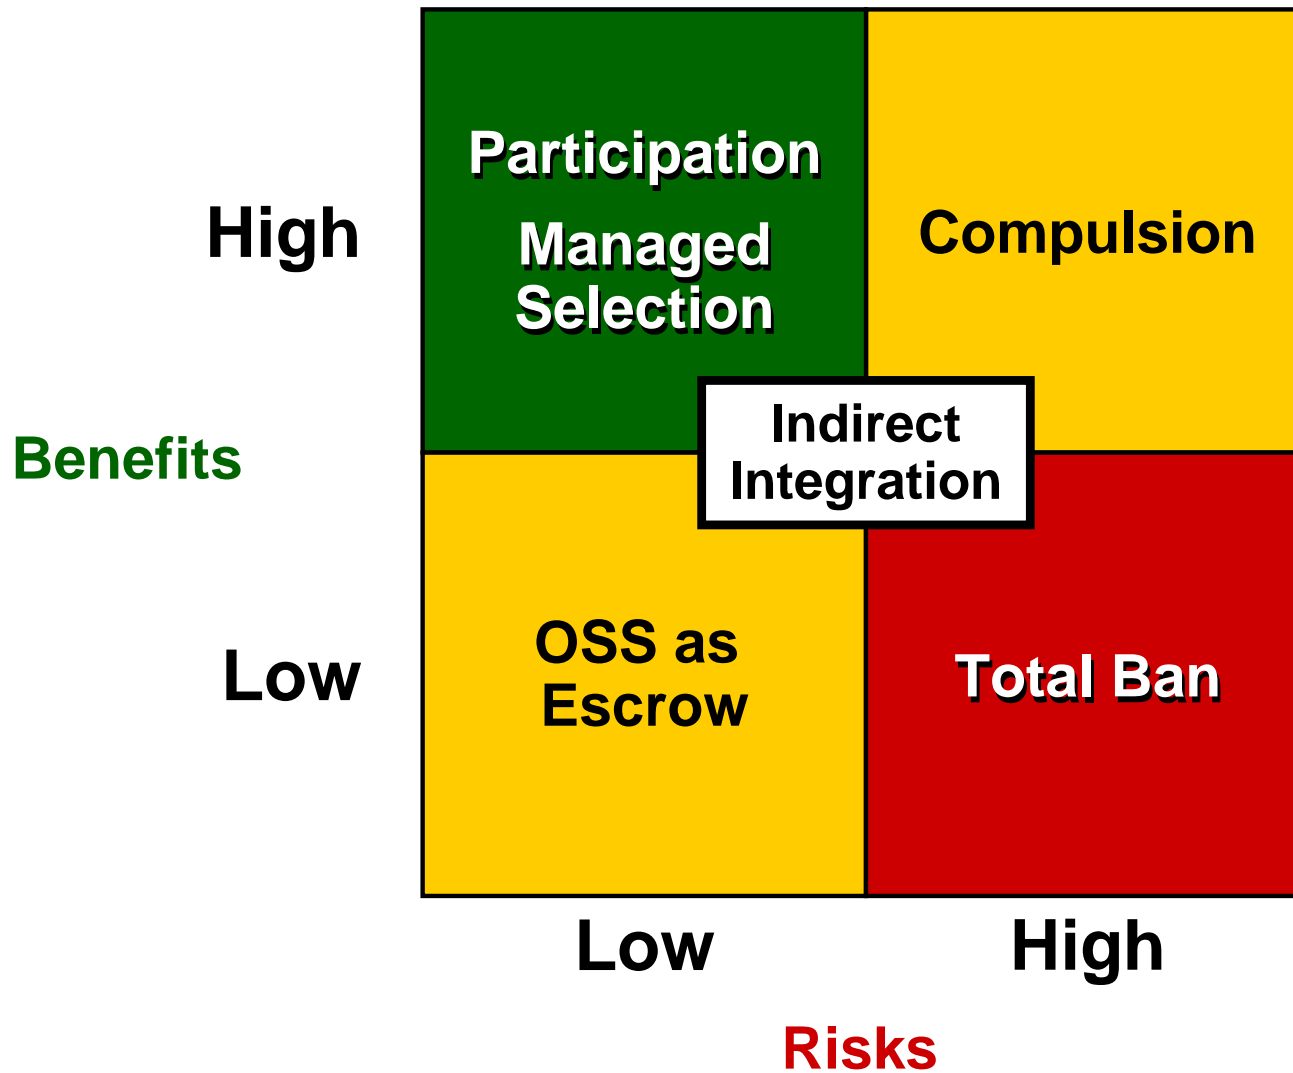 Participation
Managed
Selection
High
Compulsion
Indirect
Integration
Benefits
OSS as
Escrow
Low
Total Ban
Low
High
Risks